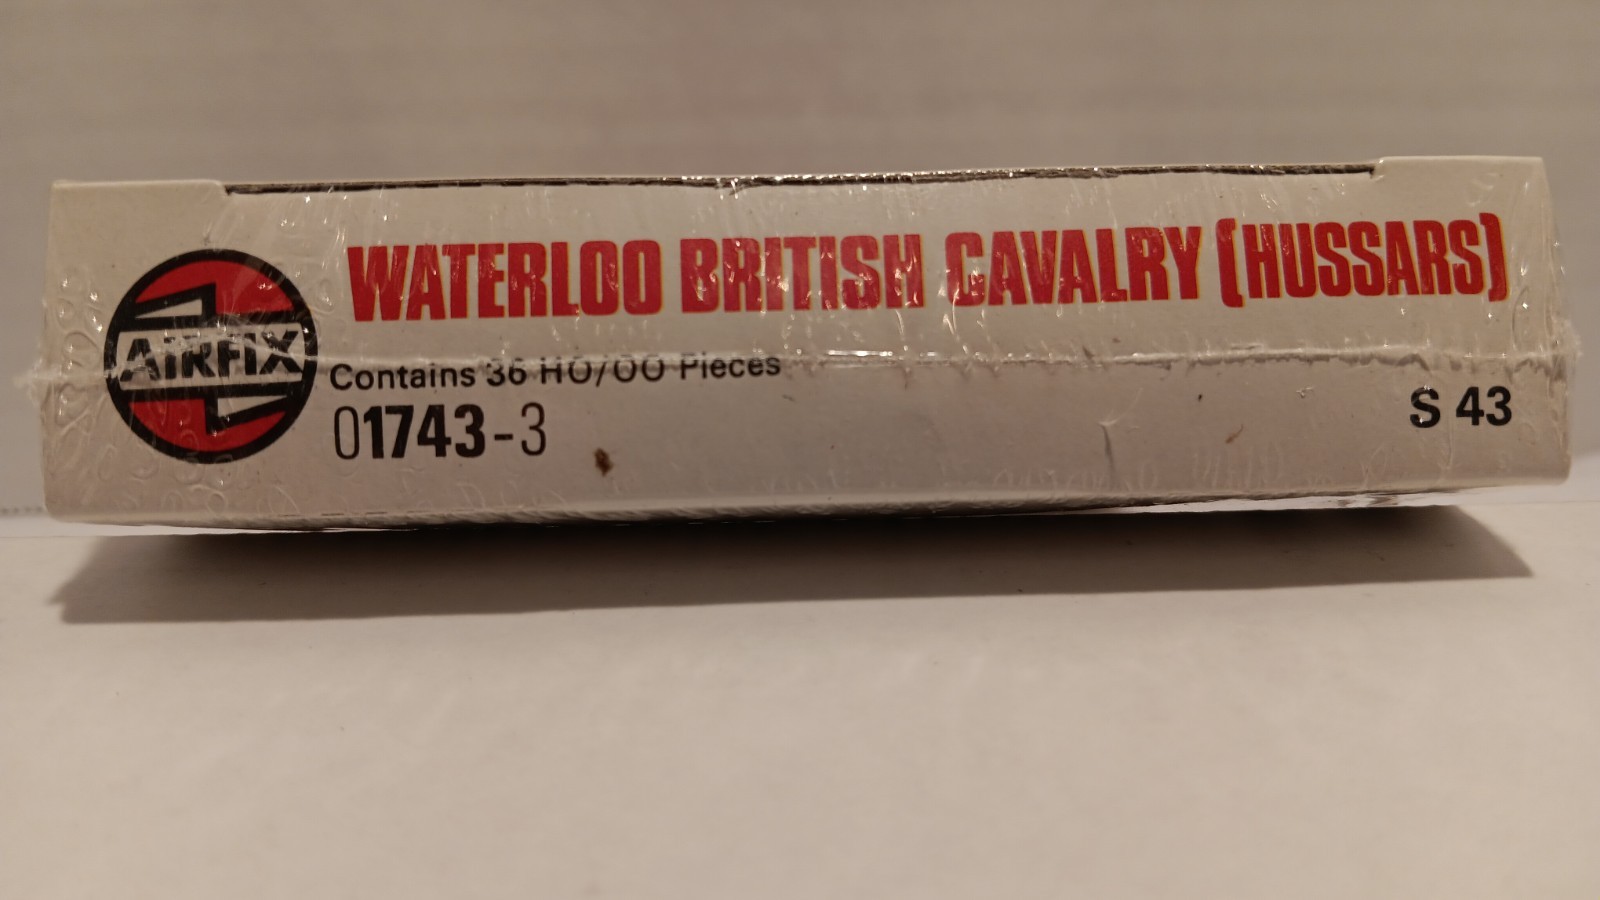 WATERLOO BRITISH CAVALRY (HUSSARS)
AIRFIX
Contains 36 HO/OO Pieces
01743-3
S 43